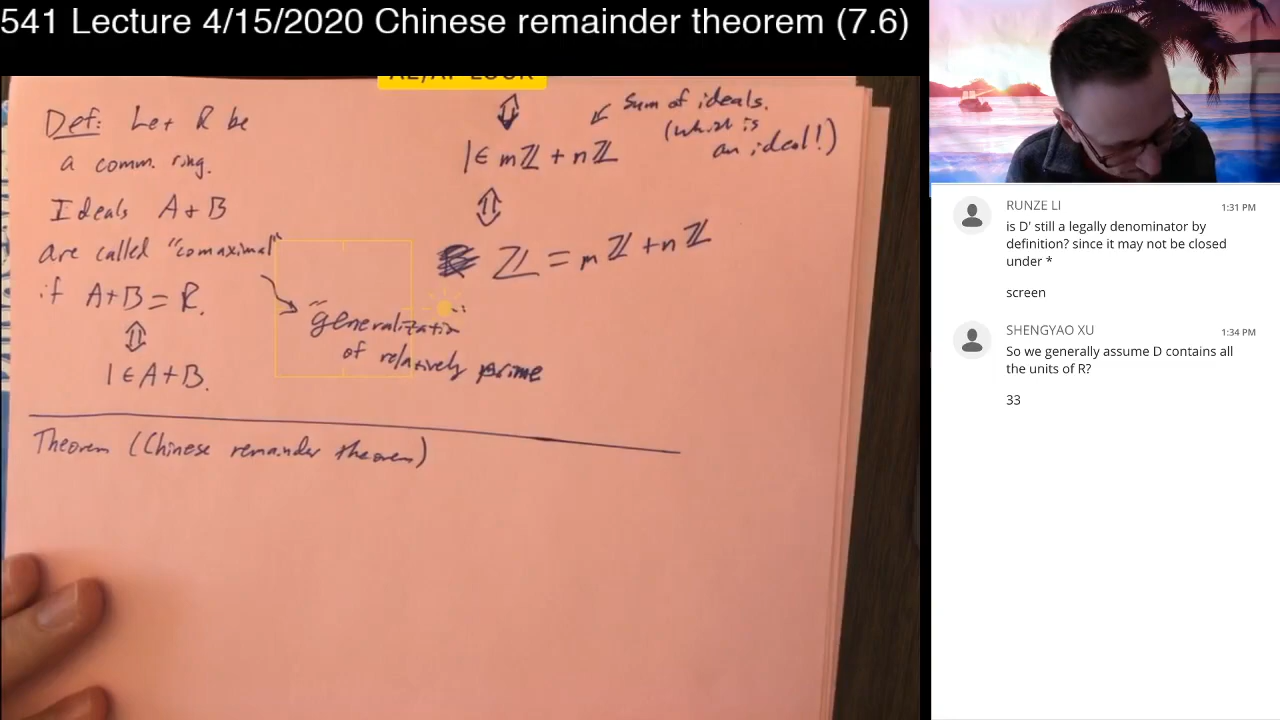 541 Lecture 4/15/2020 Chinese remainder theorem (7.6)
AE/AF LOCK
Def: Let R be
a comm. ring.
Ideals A + B
are called "comaximal"
if A+B = R.
⇕
1 ∈ A+B.
"generalization
of relatively prime
⇕
1 ∈ mℤ + nℤ
Sum of ideals.
(which is
an ideal!)
⇕
ℤ = mℤ + nℤ
Theorem (Chinese remainder theorem)
RUNZE LI
1:31 PM
is D' still a legally denominator by
definition? since it may not be closed
under *
screen
SHENGYAO XU
1:34 PM
So we generally assume D contains all
the units of R?
33